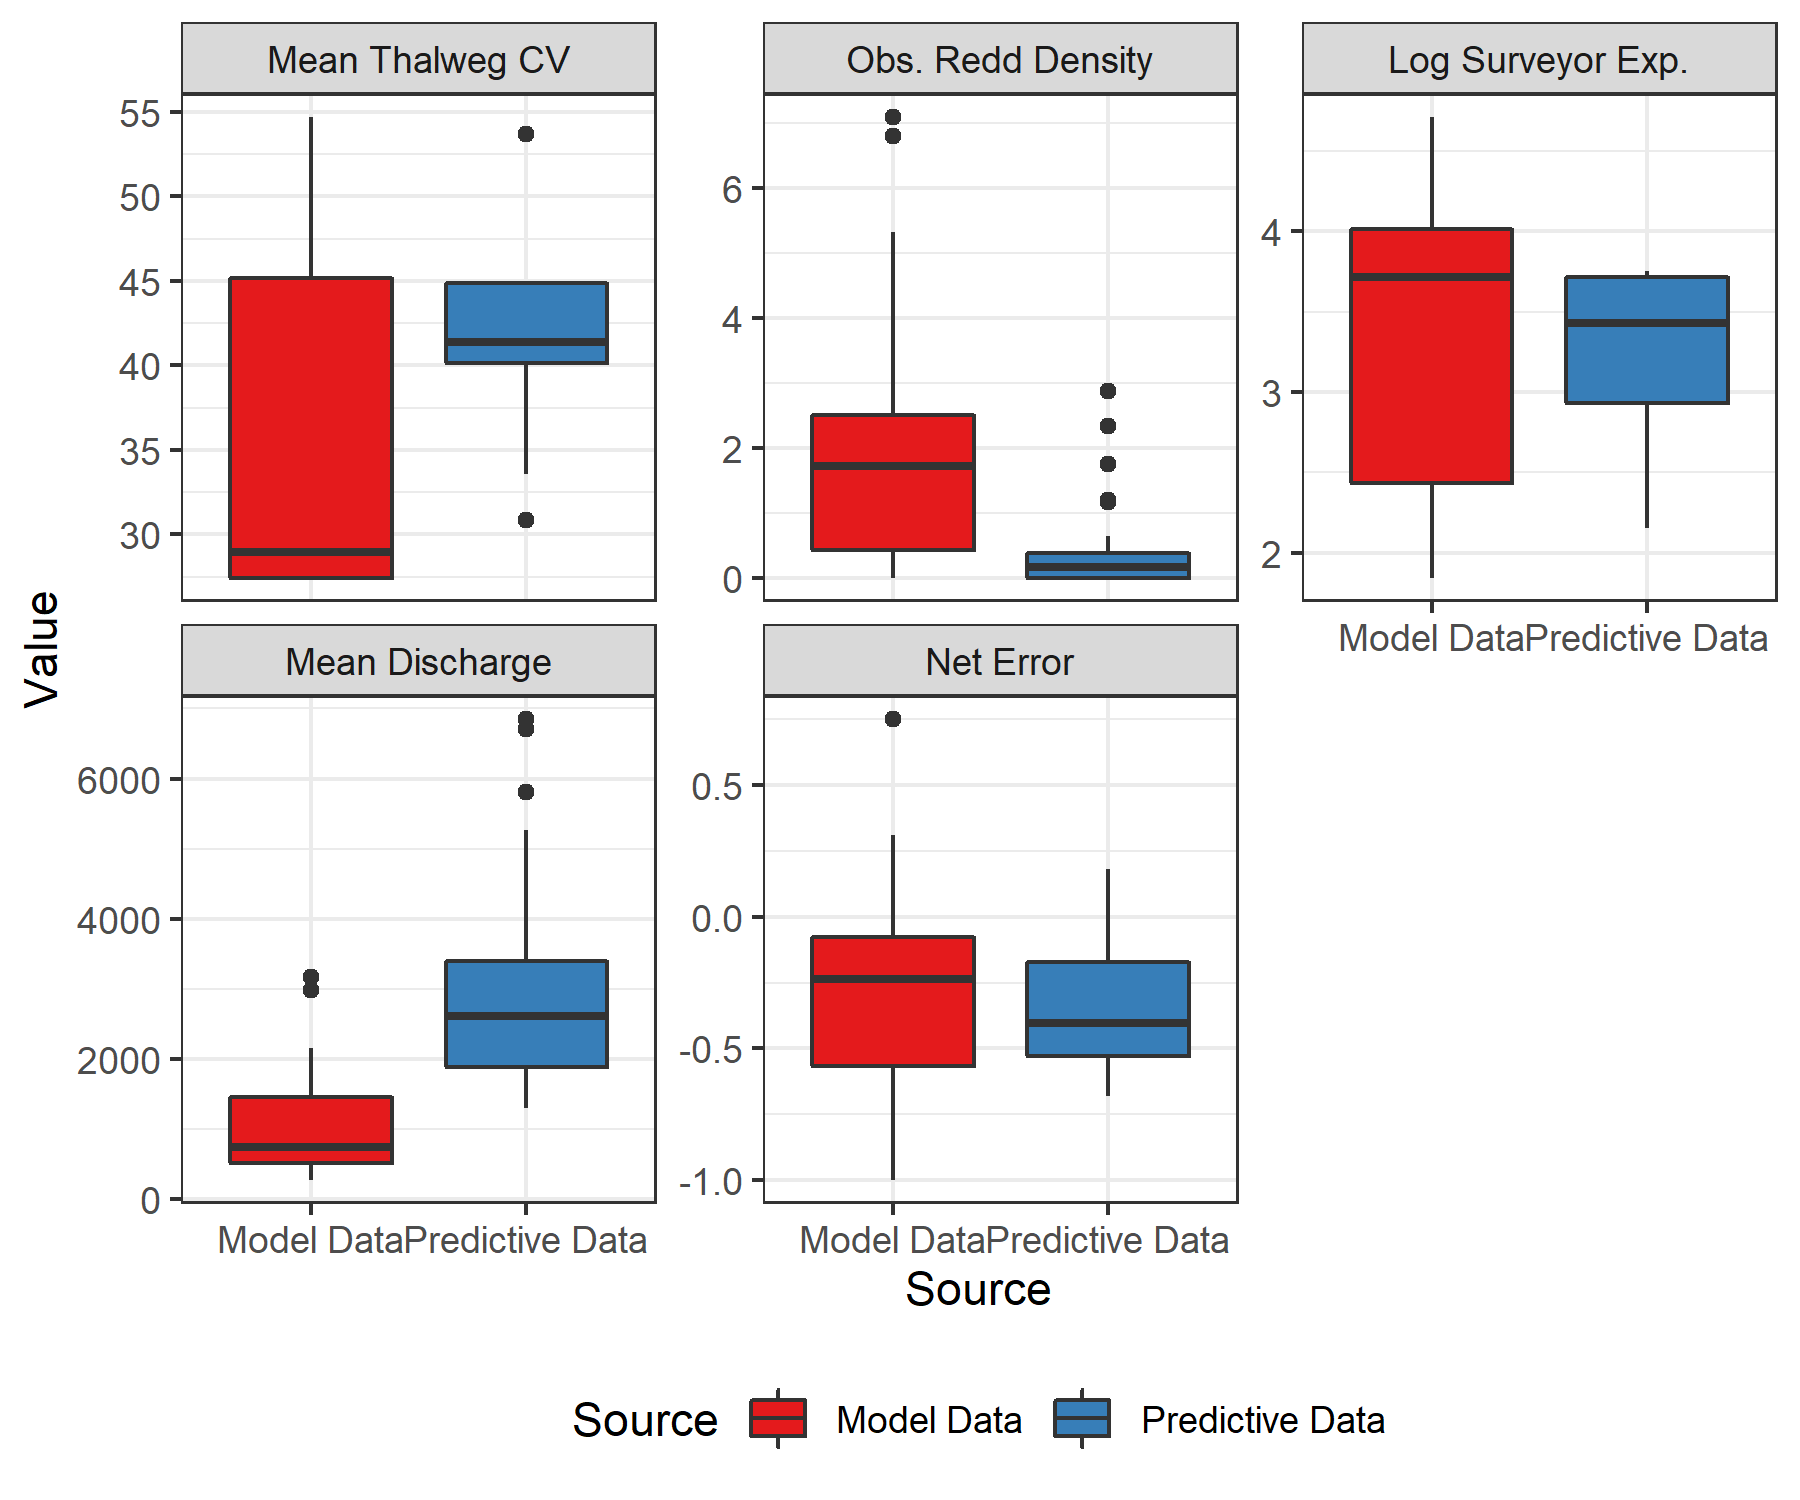 Mean Thalweg CV
Obs. Redd Density
Log Surveyor Exp.
55
50
45
40
35
30
6
4
2
0
4
3
2
Model Data
Predictive Data
Value
Mean Discharge
Net Error
6000
4000
2000
0
0.5
0.0
-0.5
-1.0
Model Data
Predictive Data
Model Data
Predictive Data
Source
Source
Model Data
Predictive Data